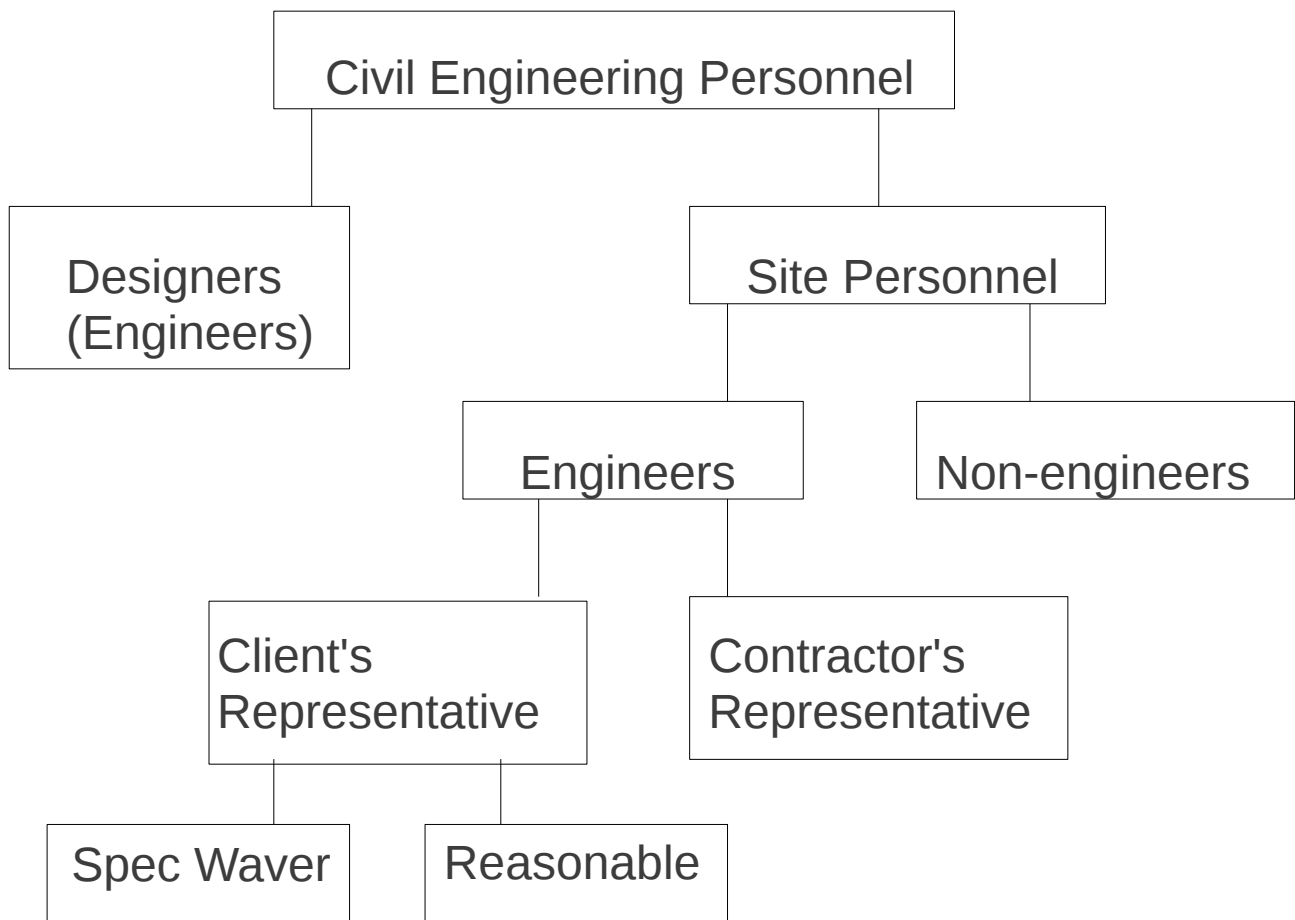 Civil Engineering Personnel
Designers
(Engineers)
Site Personnel
Engineers
Non-engineers
Client's
Representative
Contractor's
Representative
Spec Waver
Reasonable